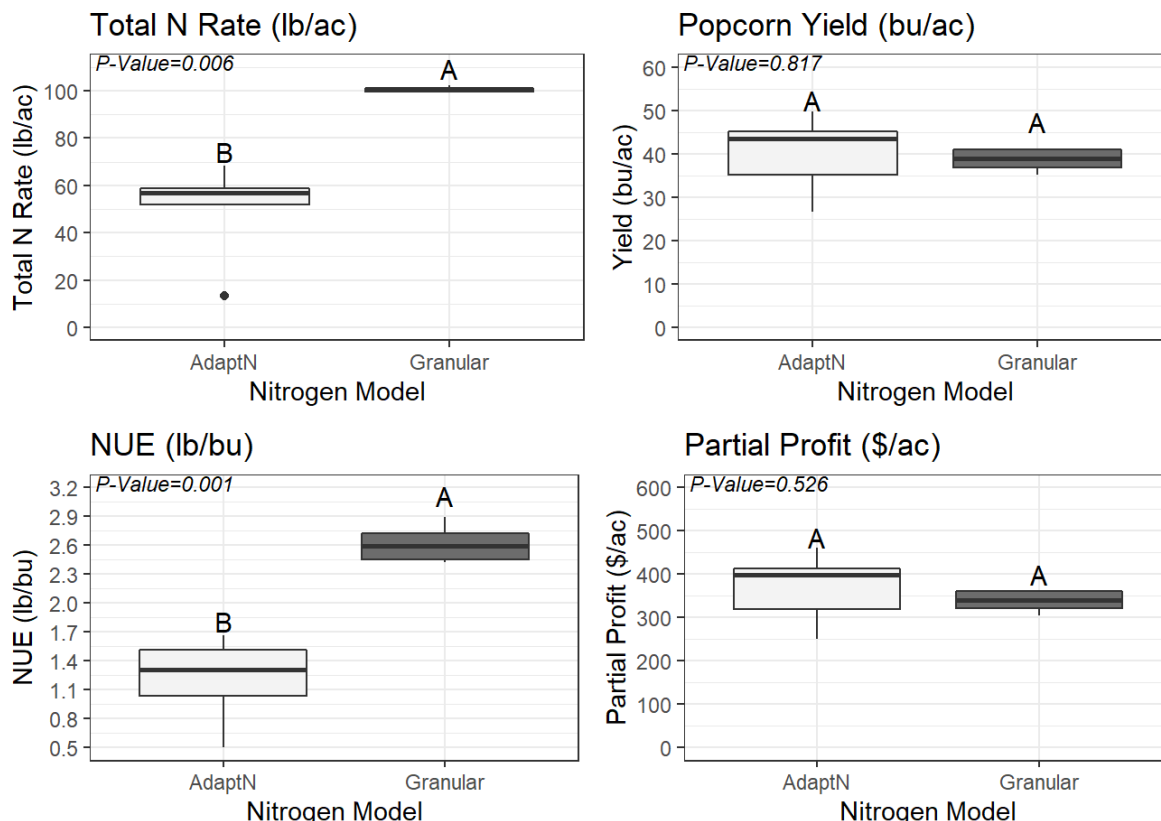 Total N Rate (lb/ac)
P-Value=0.006
A
B
100
80
60
40
20
0
Total N Rate (lb/ac)
AdaptN
Granular
Nitrogen Model
Popcorn Yield (bu/ac)
P-Value=0.817
A
A
60
50
40
30
20
10
0
Yield (bu/ac)
AdaptN
Granular
Nitrogen Model
NUE (lb/bu)
P-Value=0.001
A
B
3.2
2.9
2.6
2.3
2.0
1.7
1.4
1.1
0.8
0.5
NUE (lb/bu)
AdaptN
Granular
Nitrogen Model
Partial Profit ($/ac)
P-Value=0.526
A
A
600
500
400
300
200
100
0
Partial Profit ($/ac)
AdaptN
Granular
Nitrogen Model